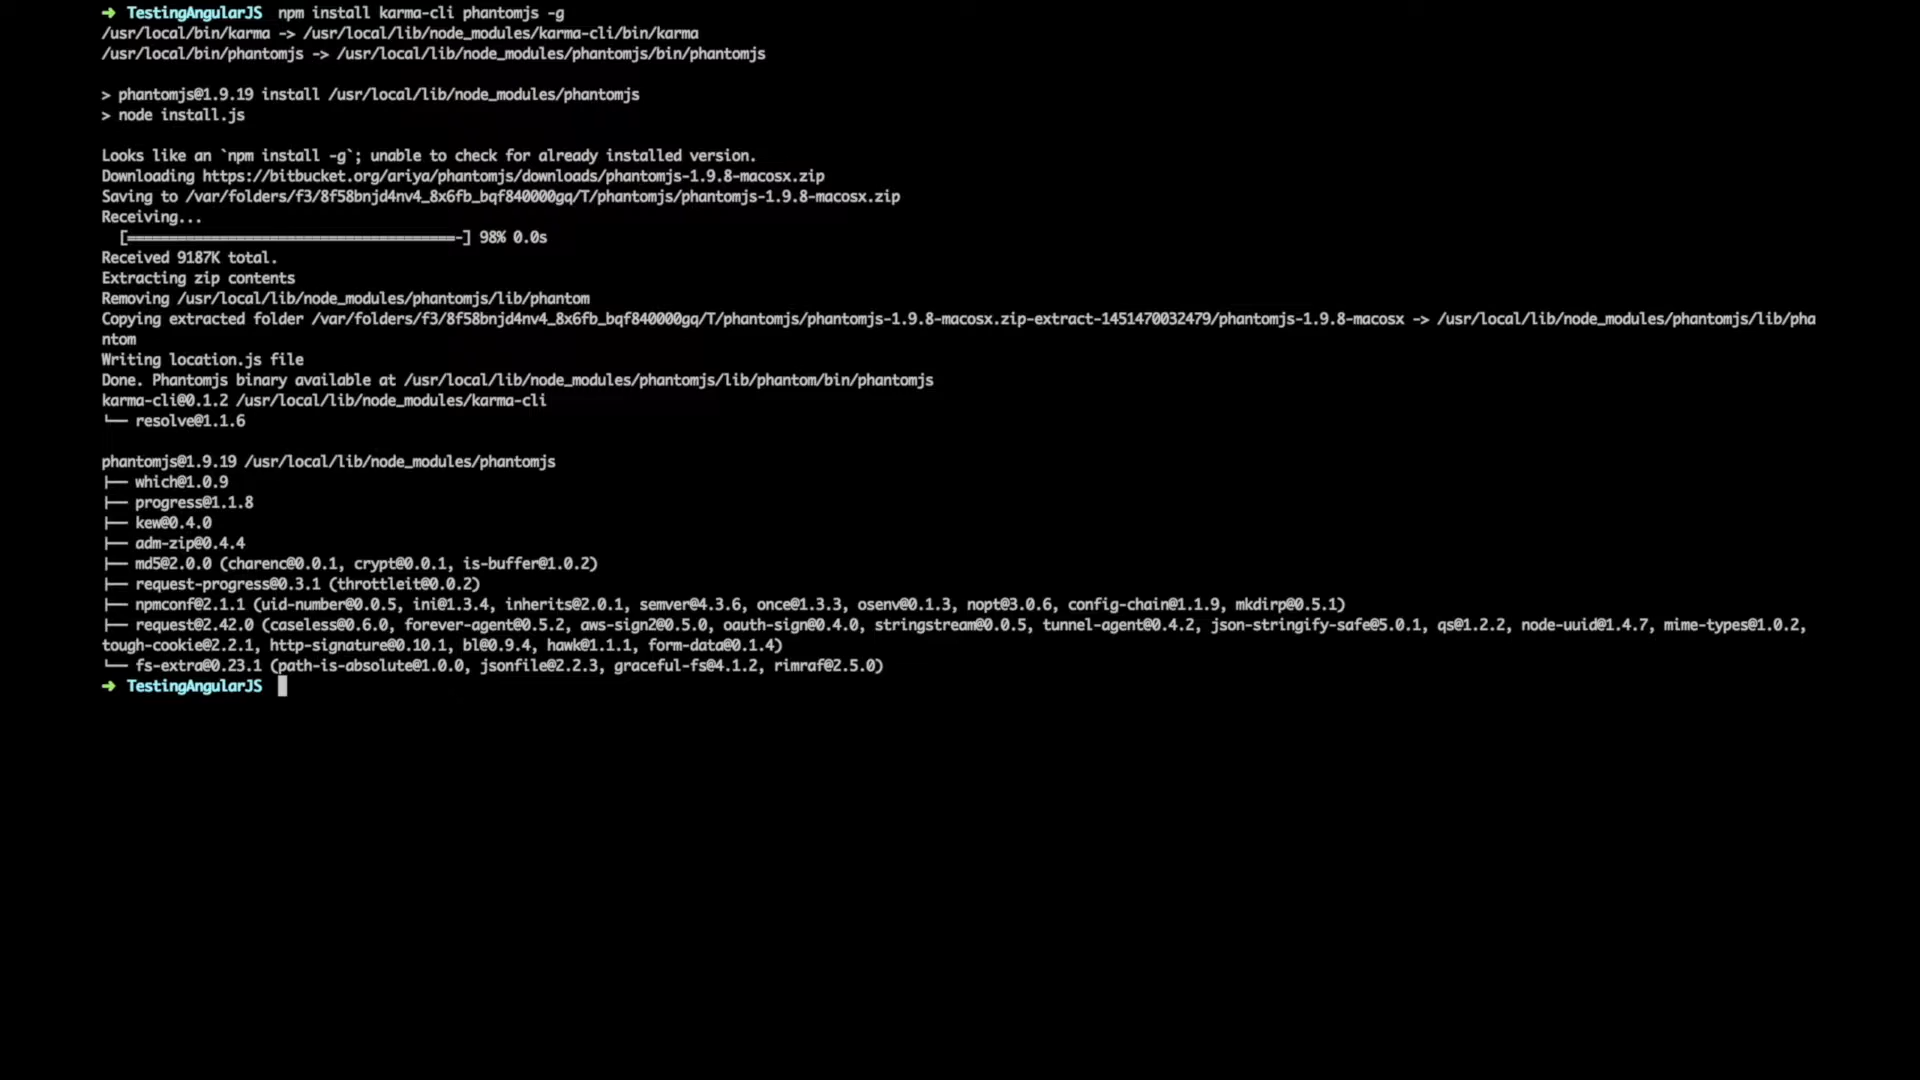 ➜ TestingAngularJS npm install karma-cli phantomjs -g
/usr/local/bin/karma -> /usr/local/lib/node_modules/karma-cli/bin/karma
/usr/local/bin/phantomjs -> /usr/local/lib/node_modules/phantomjs/bin/phantomjs
> phantomjs@1.9.19 install /usr/local/lib/node_modules/phantomjs
> node install.js
Looks like an `npm install -g`; unable to check for already installed version.
Downloading https://bitbucket.org/ariya/phantomjs/downloads/phantomjs-1.9.8-macosx.zip
Saving to /var/folders/f3/8f58bnjd4nv4_8x6fb_bqf840000gq/T/phantomjs/phantomjs-1.9.8-macosx.zip
Receiving...
[=======================================-] 98% 0.0s
Received 9187K total.
Extracting zip contents
Removing /usr/local/lib/node_modules/phantomjs/lib/phantom
Copying extracted folder /var/folders/f3/8f58bnjd4nv4_8x6fb_bqf840000gq/T/phantomjs/phantomjs-1.9.8-macosx.zip-extract-1451470032479/phantomjs-1.9.8-macosx -> /usr/local/lib/node_modules/phantomjs/lib/pha
ntom
Writing location.js file
Done. Phantomjs binary available at /usr/local/lib/node_modules/phantomjs/lib/phantom/bin/phantomjs
karma-cli@0.1.2 /usr/local/lib/node_modules/karma-cli
└── resolve@1.1.6
phantomjs@1.9.19 /usr/local/lib/node_modules/phantomjs
├── which@1.0.9
├── progress@1.1.8
├── kew@0.4.0
├── adm-zip@0.4.4
├── md5@2.0.0 (charenc@0.0.1, crypt@0.0.1, is-buffer@1.0.2)
├── request-progress@0.3.1 (throttleit@0.0.2)
├── npmconf@2.1.1 (uid-number@0.0.5, ini@1.3.4, inherits@2.0.1, semver@4.3.6, once@1.3.3, osenv@0.1.3, nopt@3.0.6, config-chain@1.1.9, mkdirp@0.5.1)
├── request@2.42.0 (caseless@0.6.0, forever-agent@0.5.2, aws-sign2@0.5.0, oauth-sign@0.4.0, stringstream@0.0.5, tunnel-agent@0.4.2, json-stringify-safe@5.0.1, qs@1.2.2, node-uuid@1.4.7, mime-types@1.0.2,
tough-cookie@2.2.1, http-signature@0.10.1, bl@0.9.4, hawk@1.1.1, form-data@0.1.4)
└── fs-extra@0.23.1 (path-is-absolute@1.0.0, jsonfile@2.2.3, graceful-fs@4.1.2, rimraf@2.5.0)
➜ TestingAngularJS